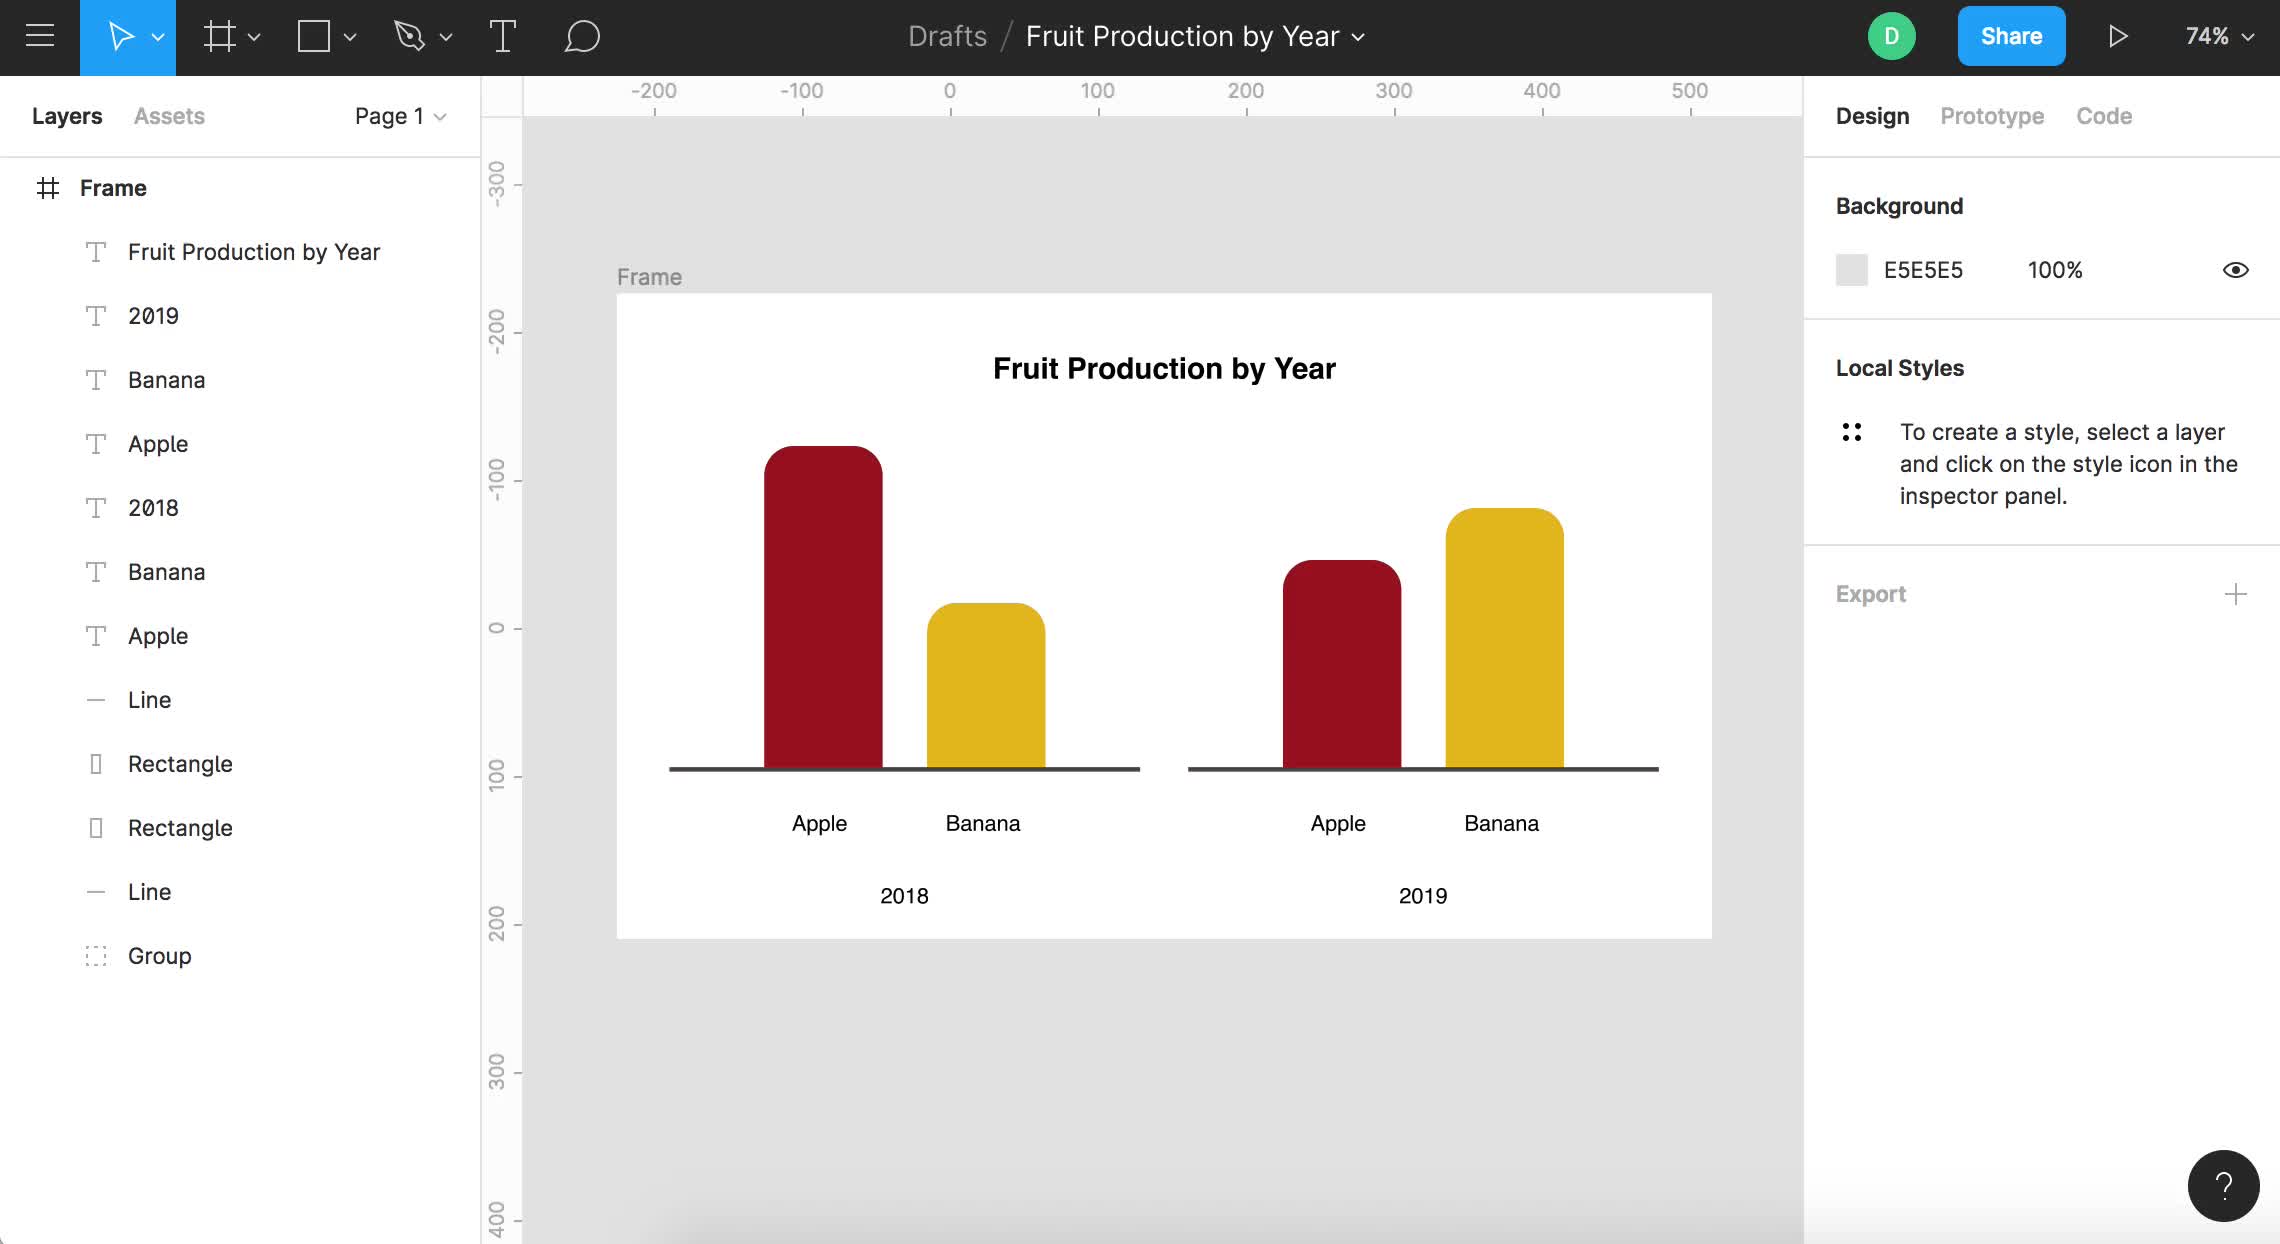 Drafts / Fruit Production by Year
D
Share
74%
Layers Assets Page 1
Frame
Fruit Production by Year
2019
Banana
Apple
2018
Banana
Apple
Line
Rectangle
Rectangle
Line
Group
-200 -100 0 100 200 300 400 500
-300
-200
-100
0
100
200
300
400
Frame
Fruit Production by Year
Apple Banana Apple Banana
2018 2019
Design Prototype Code
Background
E5E5E5 100%
Local Styles
To create a style, select a layer
and click on the style icon in the
inspector panel.
Export
?